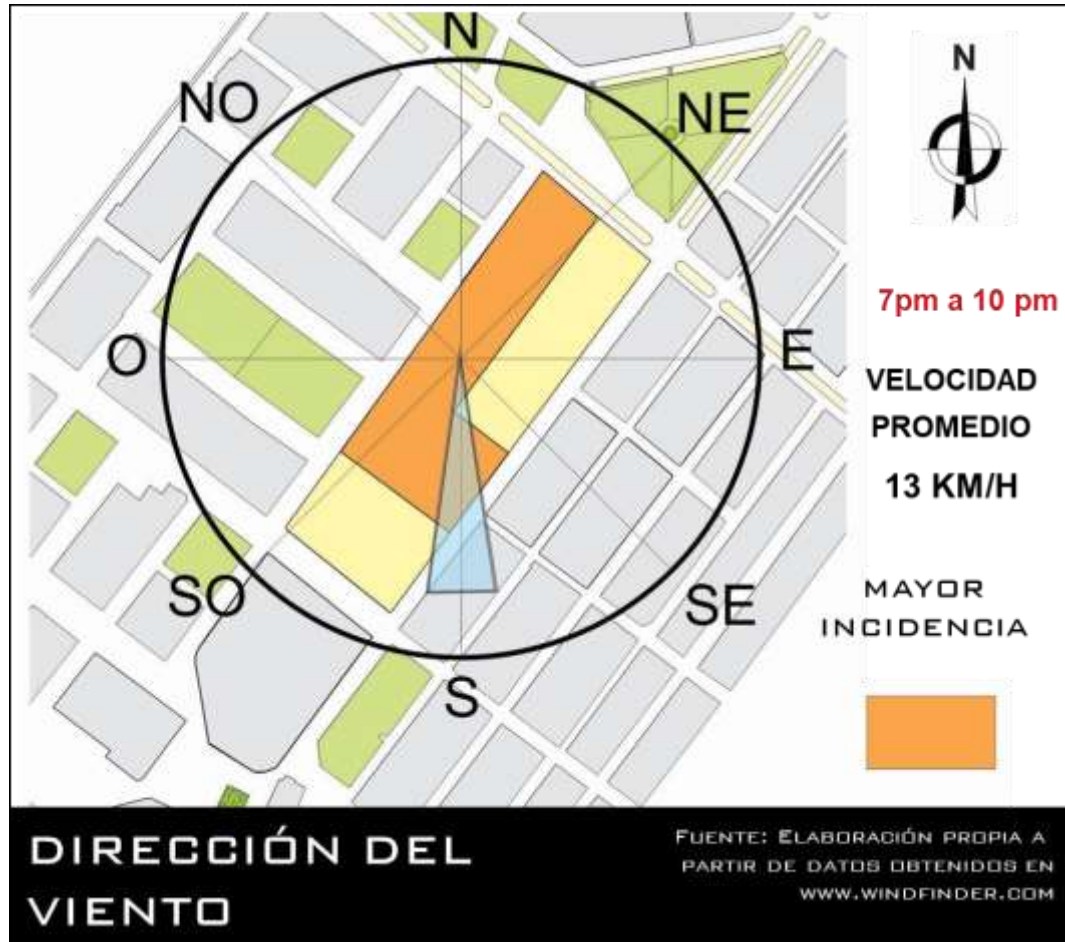 N
NO
NE
O
E
SO
SE
S
N
7pm a 10 pm
VELOCIDAD
PROMEDIO
13 KM/H
MAYOR
INCIDENCIA
DIRECCIÓN DEL
VIENTO
FUENTE: ELABORACIÓN PROPIA A
PARTIR DE DATOS OBTENIDOS EN
WWW.WINDFINDER.COM